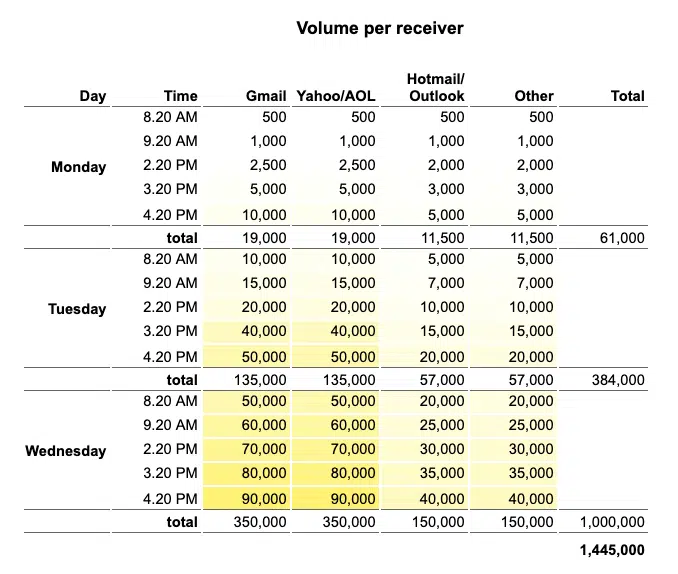 Volume per receiver
Day Time Gmail Yahoo/AOL Hotmail/ Outlook Other Total
8.20 AM 500 500 500 500
9.20 AM 1,000 1,000 1,000 1,000
Monday 2.20 PM 2,500 2,500 2,000 2,000
3.20 PM 5,000 5,000 3,000 3,000
4.20 PM 10,000 10,000 5,000 5,000
total 19,000 19,000 11,500 11,500 61,000
8.20 AM 10,000 10,000 5,000 5,000
9.20 AM 15,000 15,000 7,000 7,000
Tuesday 2.20 PM 20,000 20,000 10,000 10,000
3.20 PM 40,000 40,000 15,000 15,000
4.20 PM 50,000 50,000 20,000 20,000
total 135,000 135,000 57,000 57,000 384,000
8.20 AM 50,000 50,000 20,000 20,000
9.20 AM 60,000 60,000 25,000 25,000
Wednesday 2.20 PM 70,000 70,000 30,000 30,000
3.20 PM 80,000 80,000 35,000 35,000
4.20 PM 90,000 90,000 40,000 40,000
total 350,000 350,000 150,000 150,000 1,000,000
1,445,000